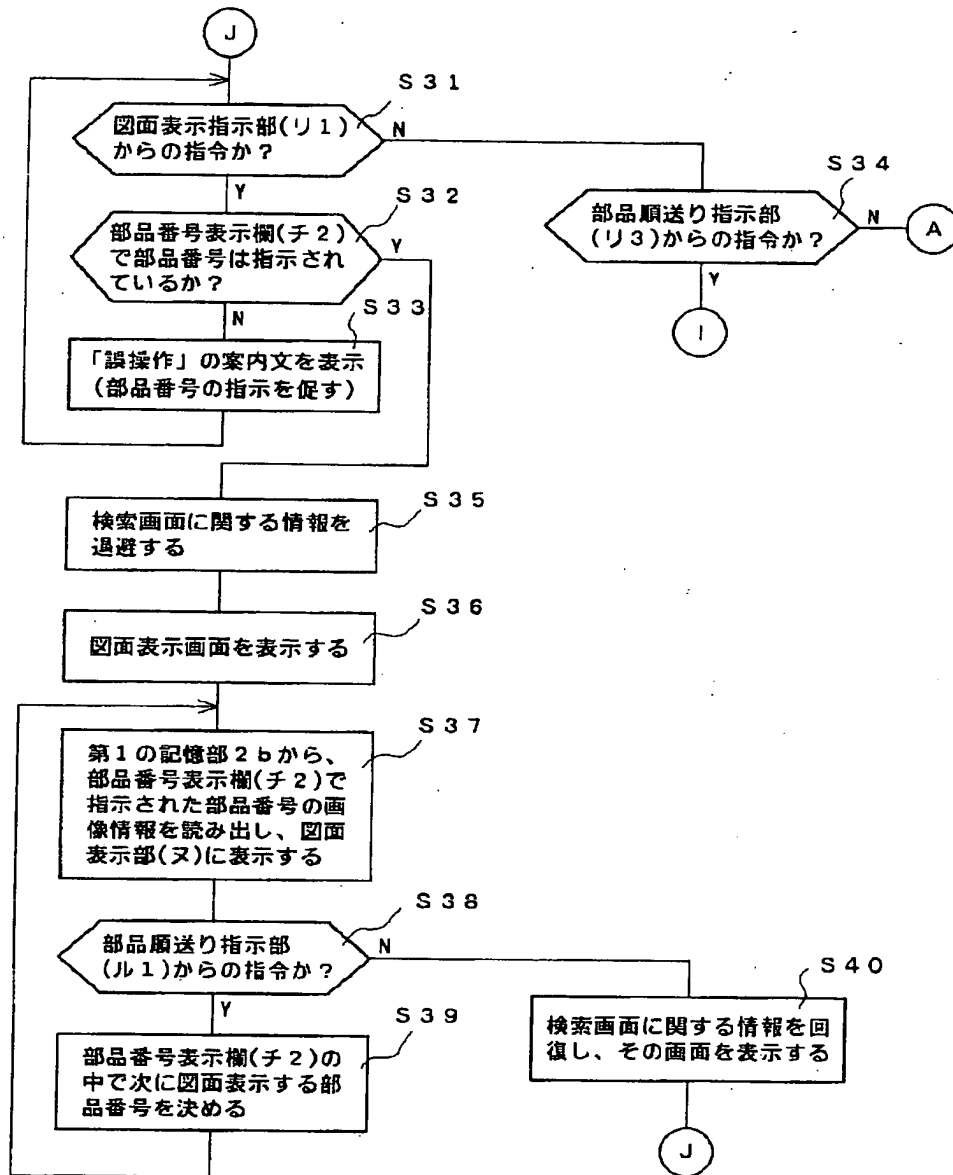 J
S31
図面表示指示部(リ1)
からの指令か?
N
Y
S32
部品番号表示欄(チ2)
で部品番号は指示され
ているか?
Y
N
S33
「誤操作」の案内文を表示
(部品番号の指示を促す)
S34
部品順送り指示部
(リ3)からの指令か?
N
A
Y
I
S35
検索画面に関する情報を
退避する
S36
図面表示画面を表示する
S37
第1の記憶部2bから、
部品番号表示欄(チ2)で
指示された部品番号の画
像情報を読み出し、図面
表示部(ヌ)に表示する
S38
部品順送り指示部
(ル1)からの指令か?
N
Y
S39
部品番号表示欄(チ2)の
中で次に図面表示する部
品番号を決める
S40
検索画面に関する情報を回
復し、その画面を表示する
J